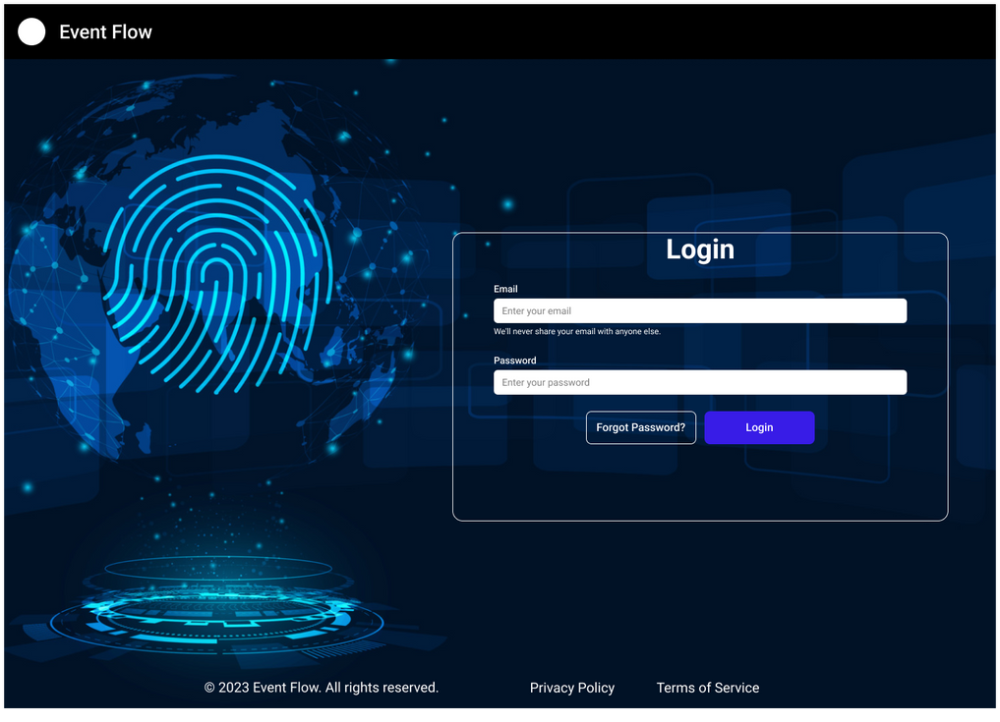 Event Flow
Login
Email
Enter your email
We'll never share your email with anyone else.
Password
Enter your password
Forgot Password? Login
© 2023 Event Flow. All rights reserved. Privacy Policy Terms of Service